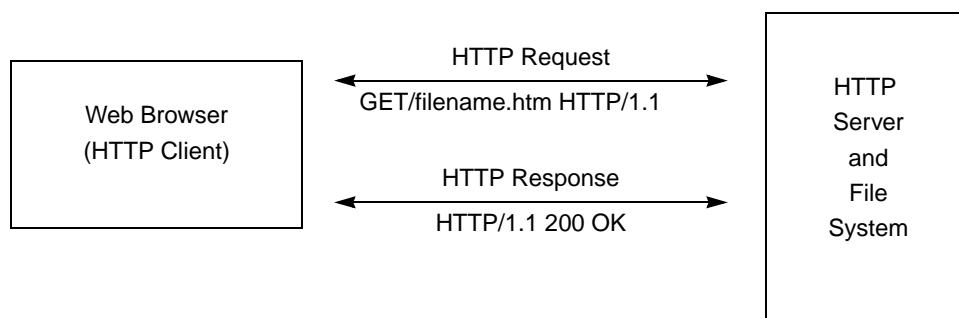 Web Browser
(HTTP Client)
HTTP Request
GET/filename.htm HTTP/1.1
HTTP Response
HTTP/1.1 200 OK
HTTP
Server
and
File
System